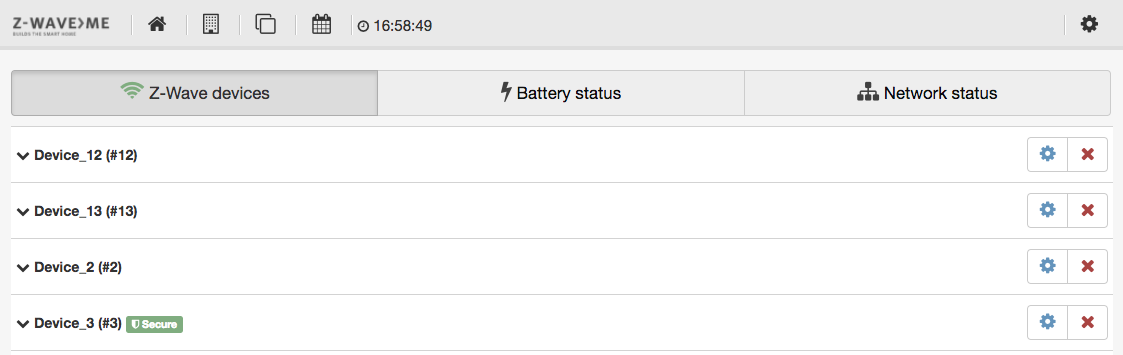 Z-WAVE>ME
BUILDS THE SMART HOME
16:58:49
Z-Wave devices
Battery status
Network status
Device_12 (#12)
Device_13 (#13)
Device_2 (#2)
Device_3 (#3) Secure